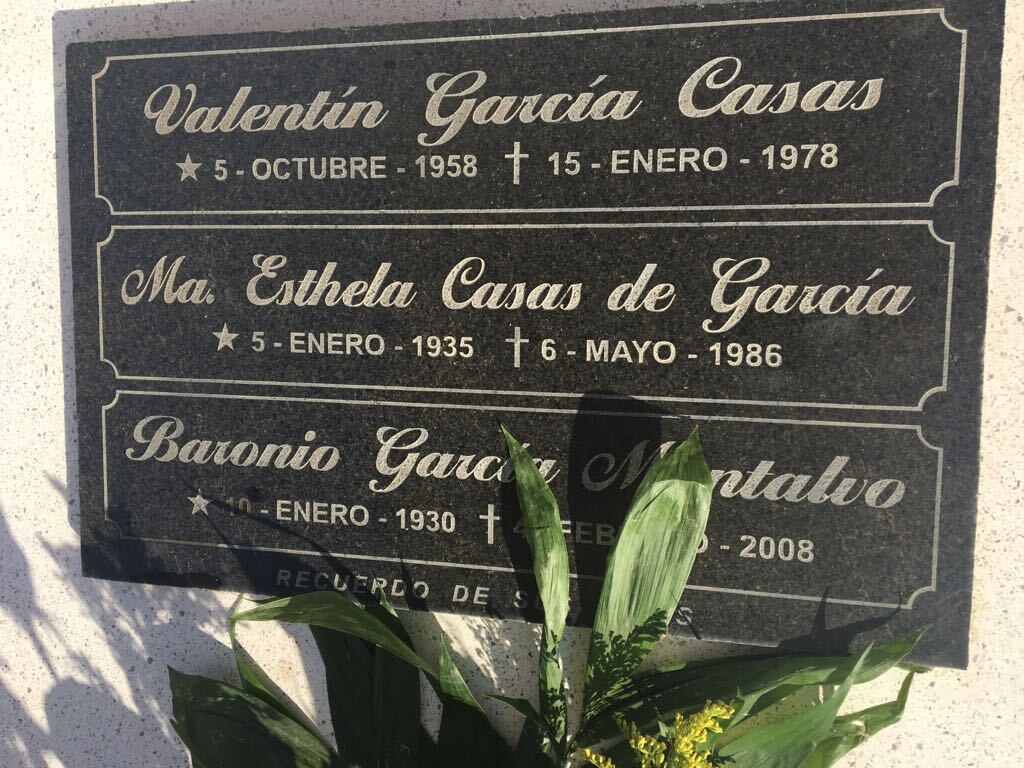 Valentín García Casas
★ 5 - OCTUBRE - 1958 ✝ 15 - ENERO - 1978
Ma. Esthela Casas de García
★ 5 - ENERO - 1935 ✝ 6 - MAYO - 1986
Baronio García Montalvo
★ 10 - ENERO - 1930 ✝ - 2008
RECUERDO DE